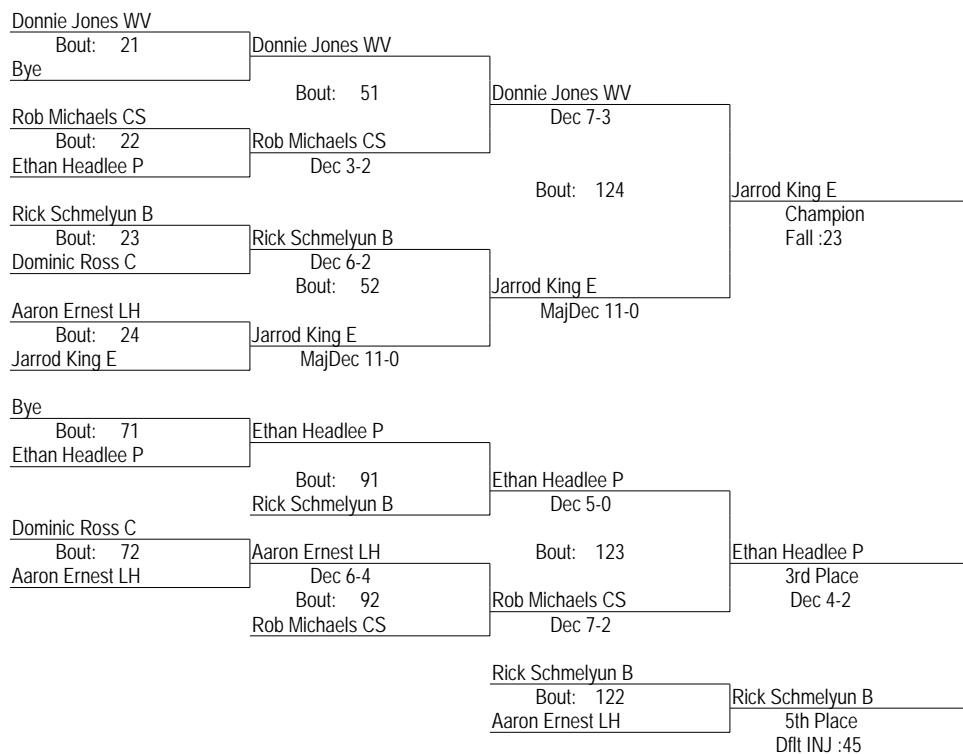 Donnie Jones WV
Bout: 21
Donnie Jones WV
Bye
Bout: 51
Donnie Jones WV
Dec 7-3
Rob Michaels CS
Bout: 22
Rob Michaels CS
Ethan Headlee P
Dec 3-2
Bout: 124
Jarrod King E
Champion
Fall :23
Rick Schmelyun B
Bout: 23
Rick Schmelyun B
Dominic Ross C
Dec 6-2
Bout: 52
Jarrod King E
MajDec 11-0
Aaron Ernest LH
Bout: 24
Jarrod King E
Jarrod King E
MajDec 11-0
Bye
Bout: 71
Ethan Headlee P
Ethan Headlee P
Bout: 91
Ethan Headlee P
Rick Schmelyun B
Dec 5-0
Dominic Ross C
Bout: 72
Aaron Ernest LH
Bout: 123
Ethan Headlee P
Aaron Ernest LH
Dec 6-4
3rd Place
Bout: 92
Rob Michaels CS
Dec 4-2
Rob Michaels CS
Dec 7-2
Rick Schmelyun B
Bout: 122
Rick Schmelyun B
Aaron Ernest LH
5th Place
Dflt INJ :45